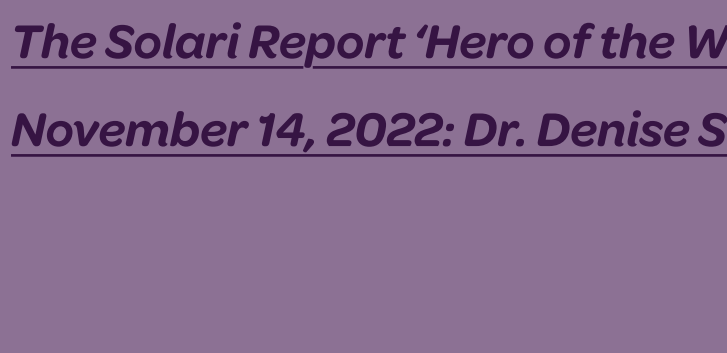 The Solari Report ‘Hero of the
November 14, 2022: Dr. Denise